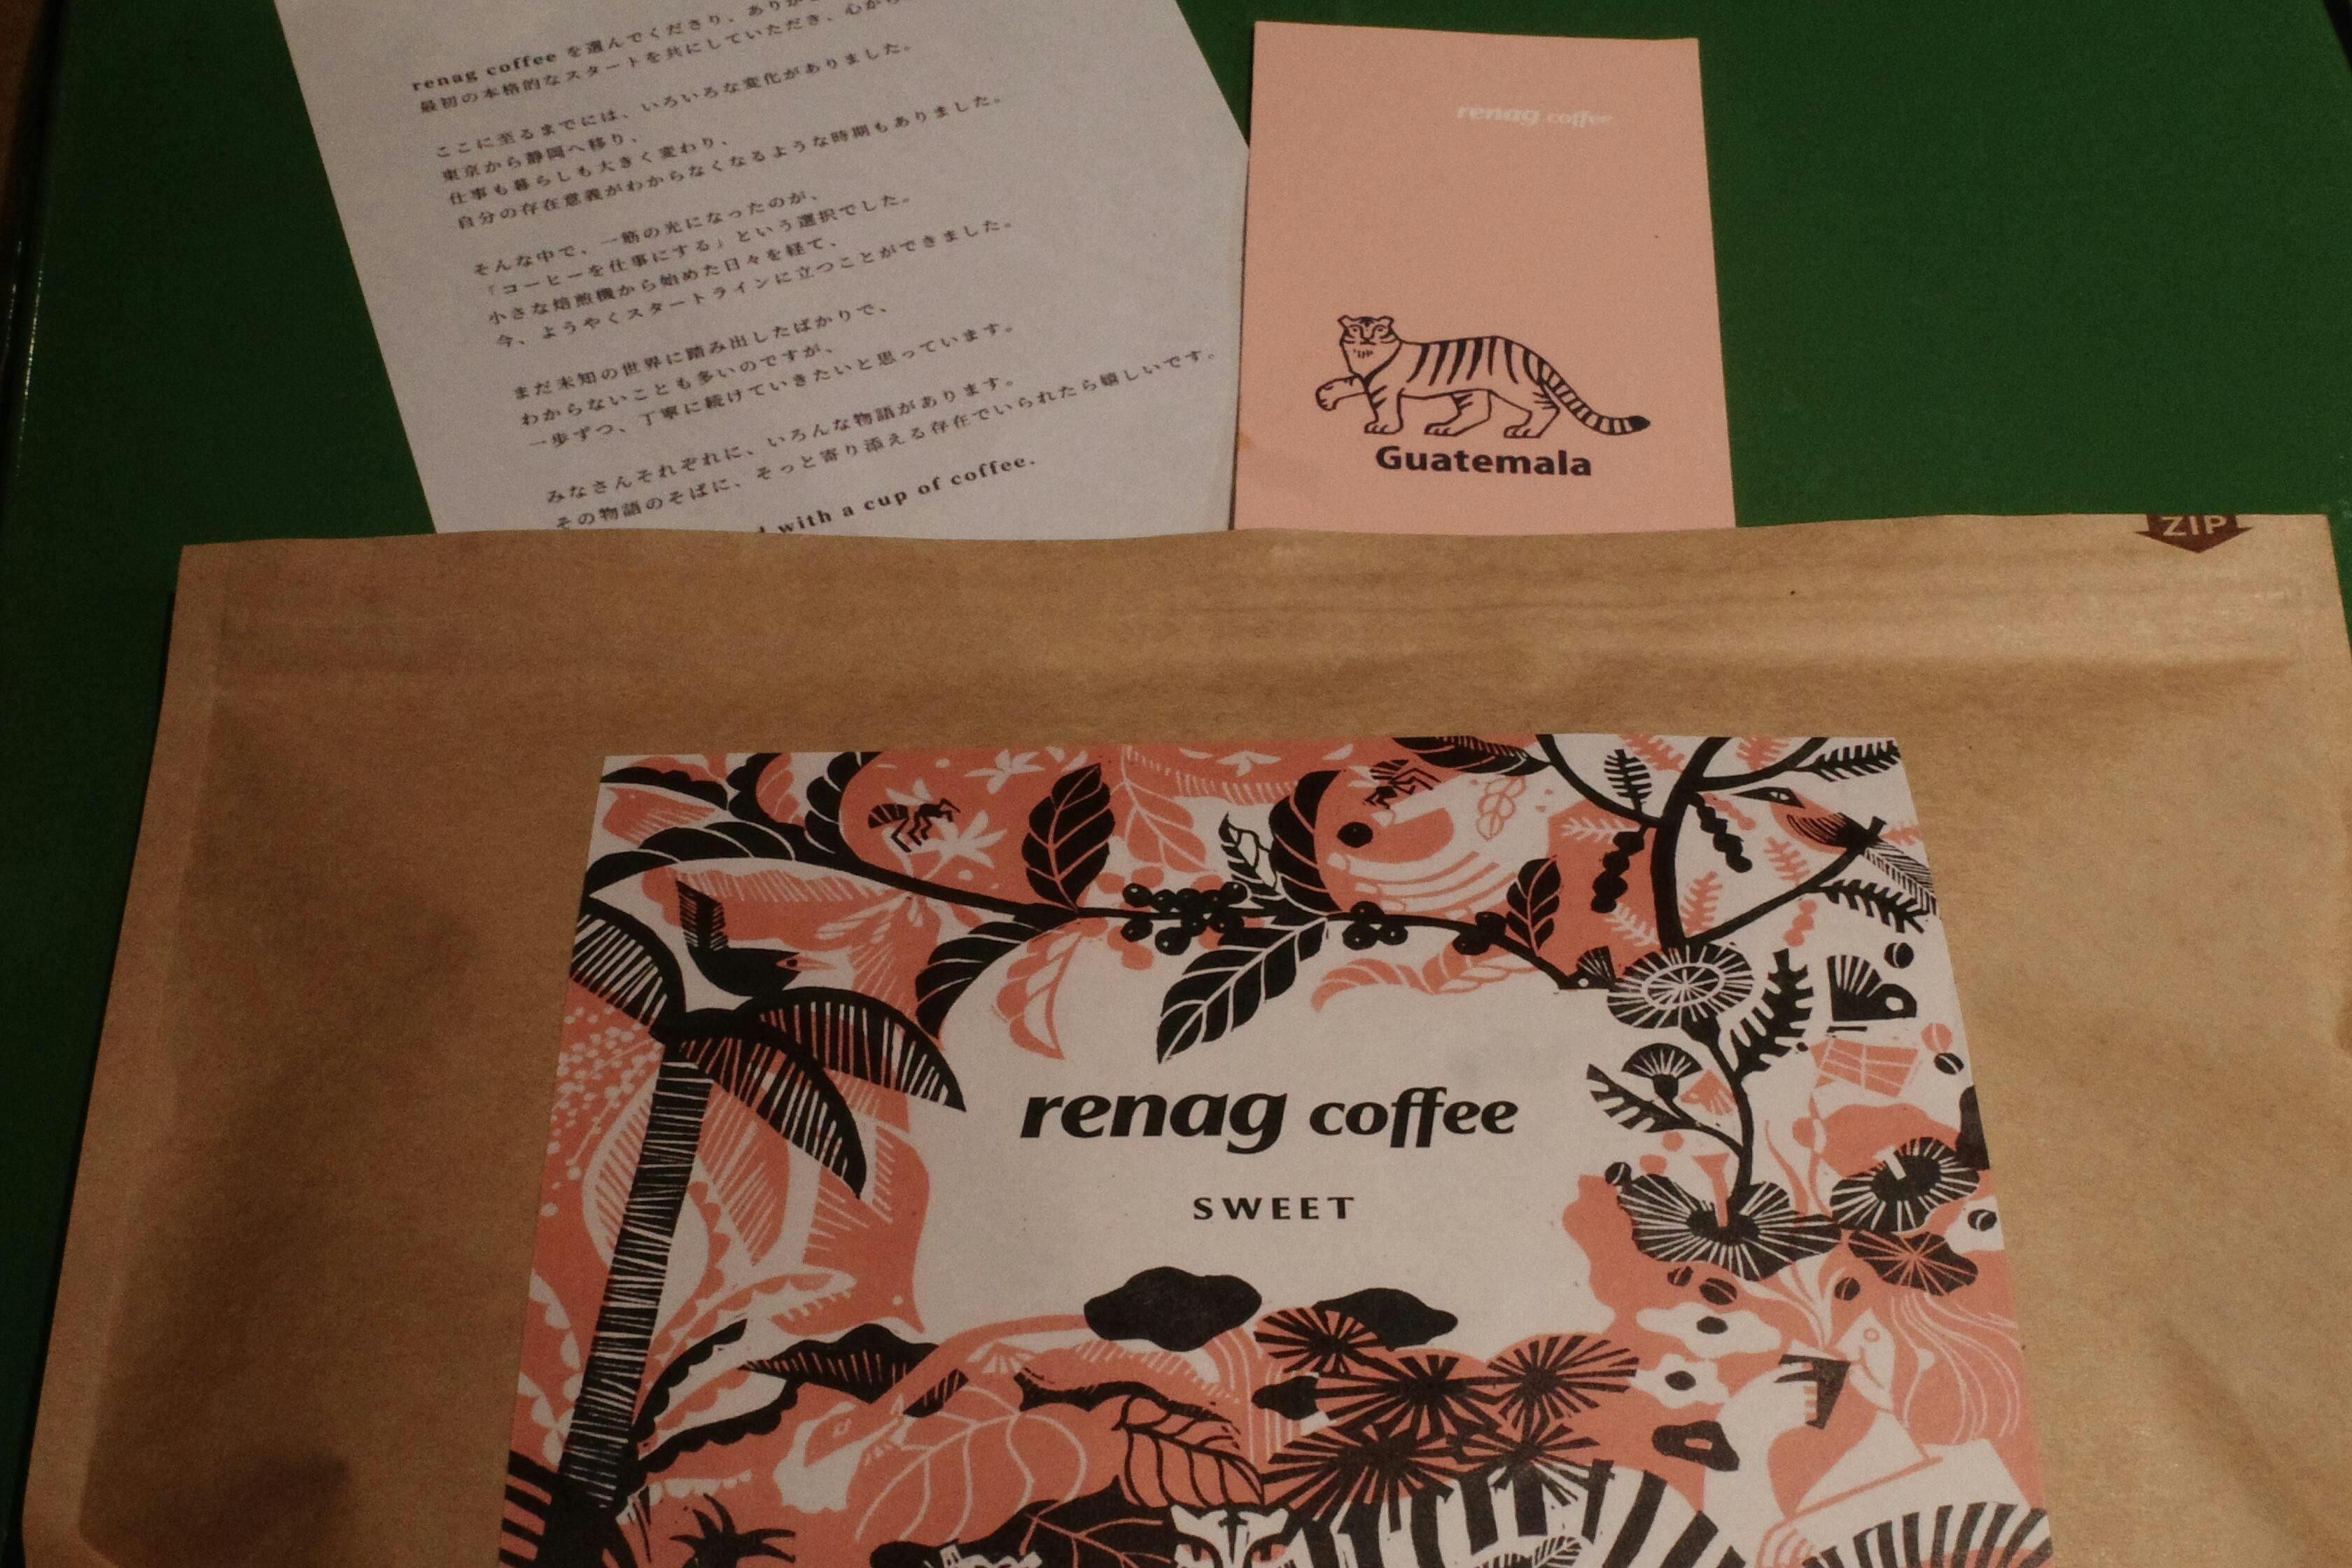 renag coffee を選んでくださり、ありが
最初の本格的なスタートを共にしていただき、心から
ここに至るまでには、いろいろな変化がありました。
東京から静岡へ移り、
仕事も暮らしも大きく変わり、
自分の存在意義がわからなくなるような時期もありました。
そんな中で、一筋の光になったのが、
「コーヒーを仕事にする」という選択でした。
小さな焙煎機から始めた日々を経て、
今、ようやくスタートラインに立つことができました。
まだ未知の世界に踏み出したばかりで、
わからないことも多いのですが、
一歩ずつ、丁寧に続けていきたいと思っています。
みなさんそれぞれに、いろんな物語があります。
その物語のそばに、そっと寄り添える存在でいられたら嬉しいです。
with a cup of coffee.
renag coffee
Guatemala
ZIP
renag coffee
SWEET